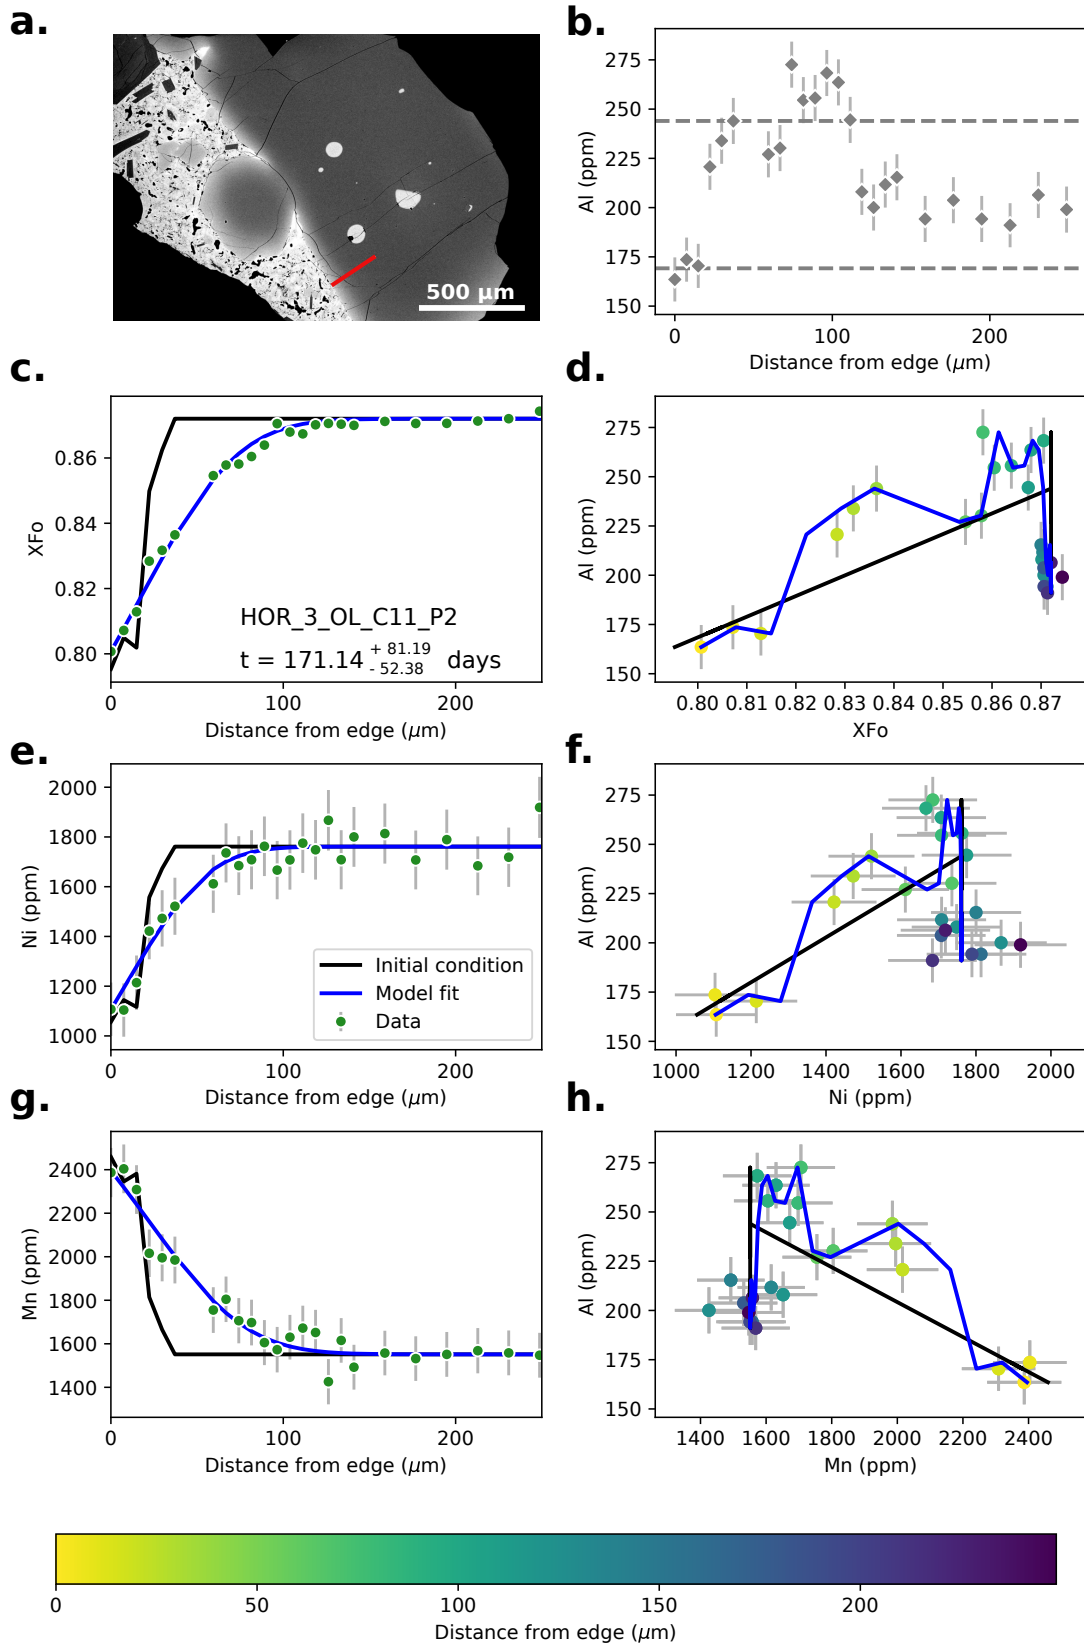 a.
500 μm
b.
275
250
225
200
175
150
Al (ppm)
0
100
200
Distance from edge (μm)
c.
0.86
0.84
0.82
0.80
XFo
HOR_3_OL_C11_P2
t = 171.14 + 81.19 - 52.38 days
0
100
200
Distance from edge (μm)
d.
275
250
225
200
175
150
Al (ppm)
0.80
0.81
0.82
0.83
0.84
0.85
0.86
0.87
XFo
e.
2000
1800
1600
1400
1200
1000
Ni (ppm)
Initial condition
Model fit
Data
0
100
200
Distance from edge (μm)
f.
275
250
225
200
175
150
Al (ppm)
1000
1200
1400
1600
1800
2000
Ni (ppm)
g.
2400
2200
2000
1800
1600
1400
Mn (ppm)
0
100
200
Distance from edge (μm)
h.
275
250
225
200
175
150
Al (ppm)
1400
1600
1800
2000
2200
2400
Mn (ppm)
0
50
100
150
200
Distance from edge (μm)